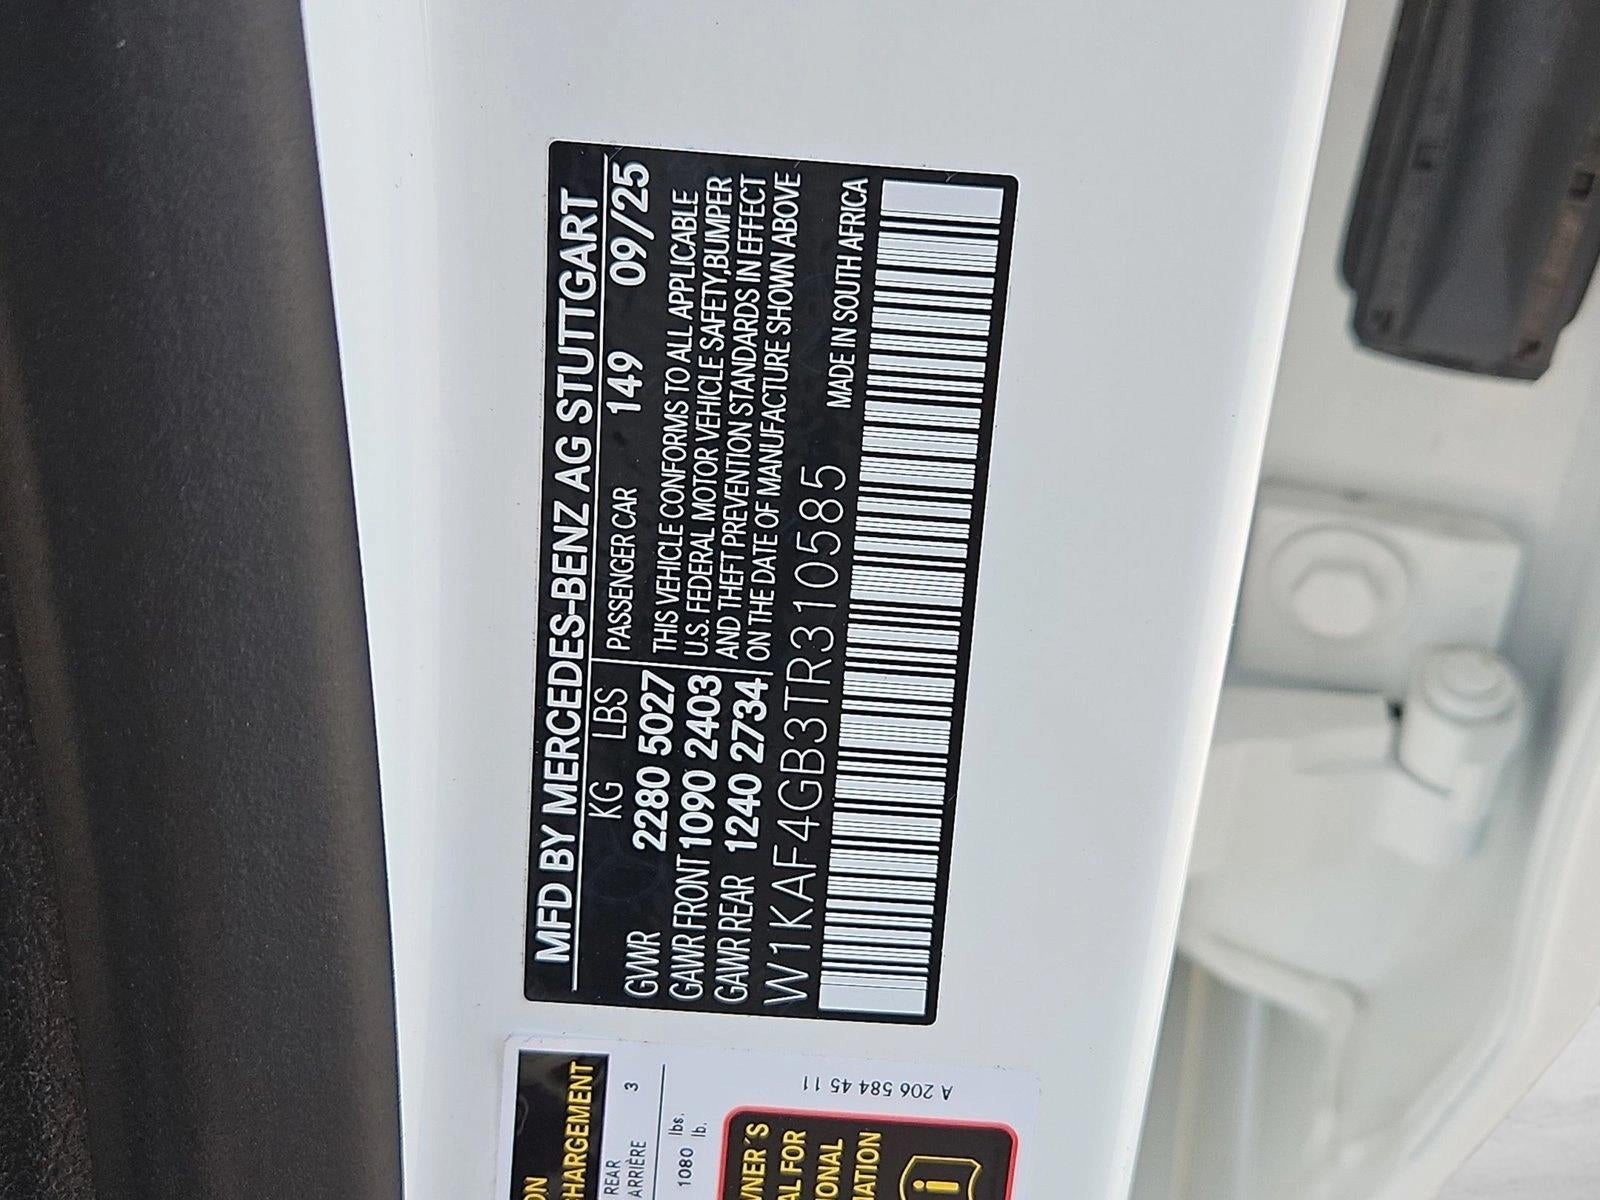 MFD BY MERCEDES-BENZ AG STUTTGART
KG LBS PASSENGER CAR 149 09/25
GVWR 2280 5027 THIS VEHICLE CONFORMS TO ALL APPLICABLE
GAWR FRONT 1090 2403 U.S. FEDERAL MOTOR VEHICLE SAFETY,BUMPER
GAWR REAR 1240 2734 AND THEFT PREVENTION STANDARDS IN EFFECT
ON THE DATE OF MANUFACTURE SHOWN ABOVE
W1KAF4GB3TR310585 MADE IN SOUTH AFRICA
HARGEMENT
REAR
ARRIÈRE 3
1080 lbs.
lb.
A 206 584 45 11